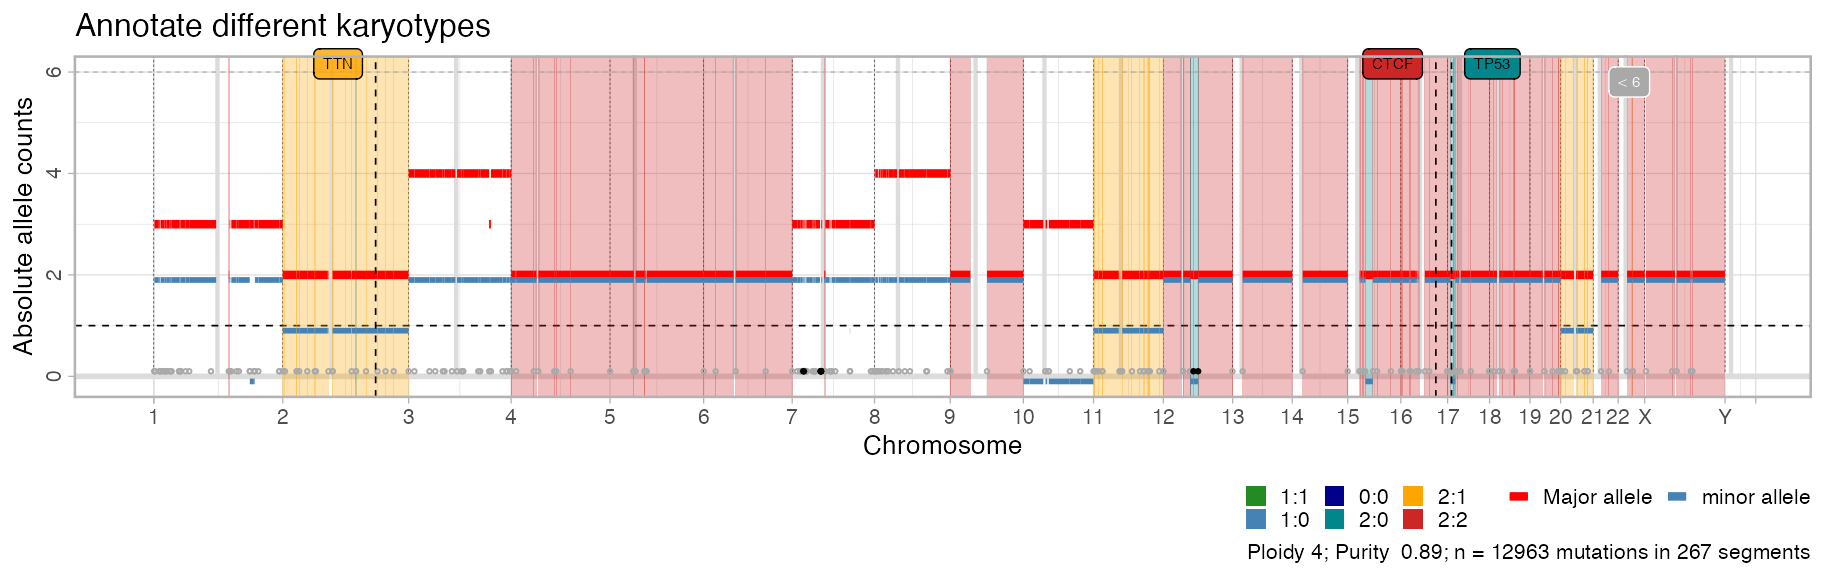 Annotate different karyotypes
TTN
CTCF
TP53
< 6
Absolute allele counts
6
4
2
0
1 2 3 4 5 6 7 8 9 10 11 12 13 14 15 16 17 18 19 20 21 22 X Y
Chromosome
1:1 0:0 2:1 Major allele minor allele
1:0 2:0 2:2
Ploidy 4; Purity 0.89; n = 12963 mutations in 267 segments